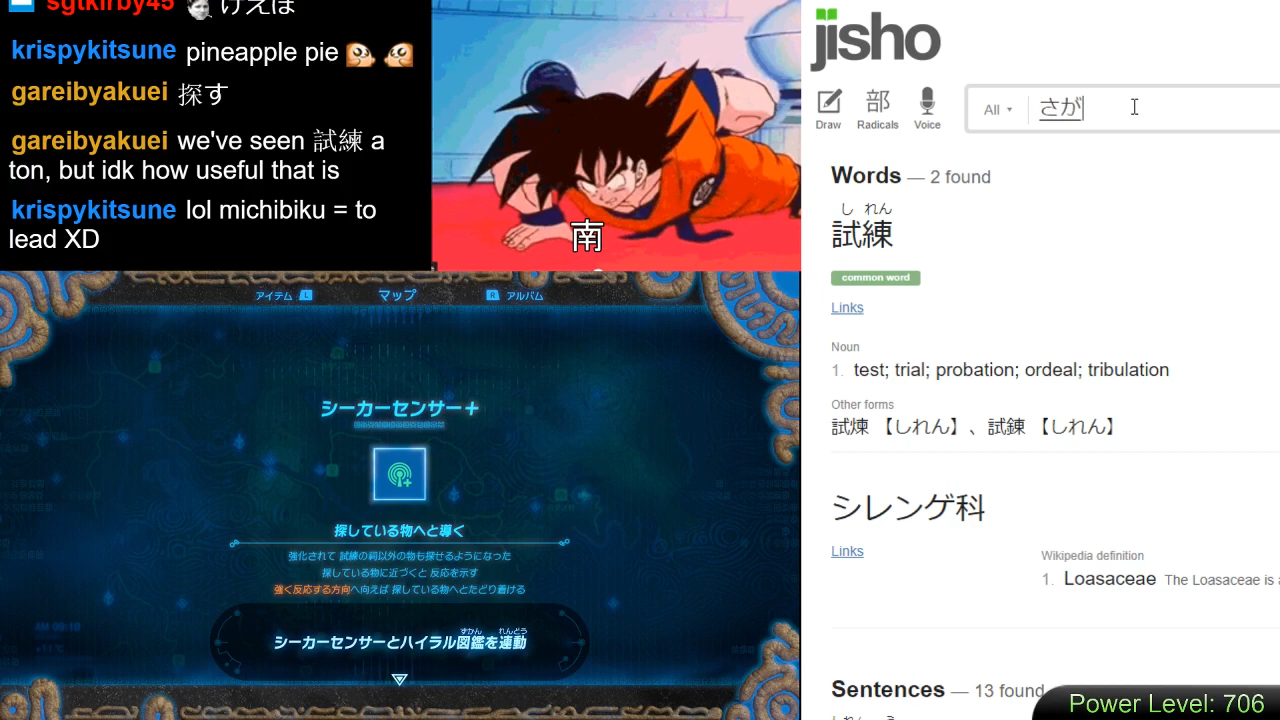 sgtkirby45 げえぽ
krispykitsune pineapple pie
gareibyakuei 探す
gareibyakuei we've seen 試練 a
ton, but idk how useful that is
krispykitsune lol michibiku = to
lead XD
南
アイテム L マップ R アルバム
シーカーセンサー+
探している物へと導く
強化されて 試練の祠以外の物も探せるようになった
探している物に近づくと 反応を示す
強く反応する方向へ向えば 探している物へとたどり着ける
ずかん れんどう
シーカーセンサーとハイラル図鑑を連動
jisho
Draw
部
Radicals
Voice
All
さが
Words — 2 found
し れん
試練
common word
Links
Noun
1. test; trial; probation; ordeal; tribulation
Other forms
試煉 【しれん】、試錬 【しれん】
シレンゲ科
Links
Wikipedia definition
1. Loasaceae The Loasaceae is
Sentences — 13 found
Power Level: 706